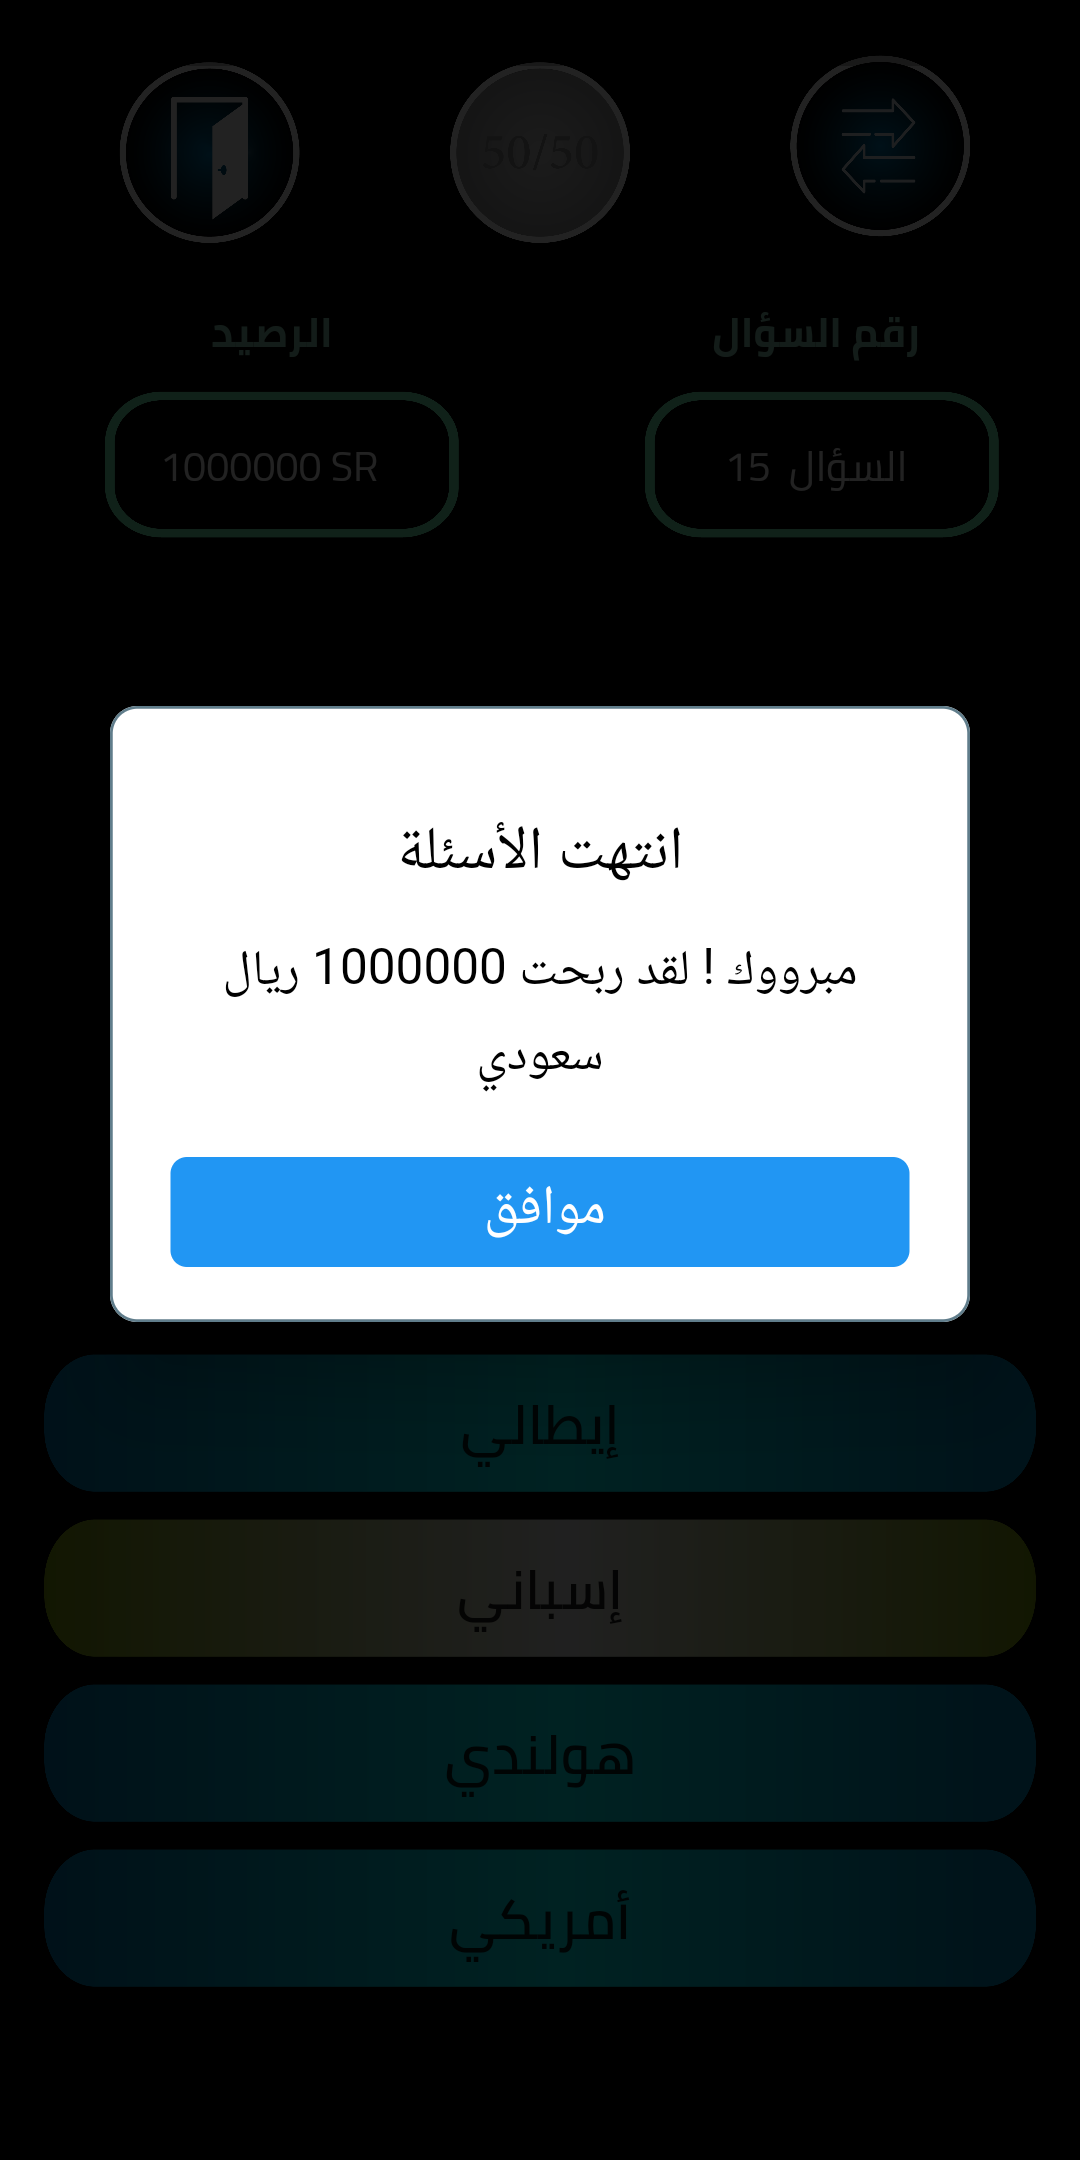 50/50
رقم السؤال
الرصيد
السؤال 15
1000000 SR
انتهت الأسئلة
مبرووك ! لقد ربحت 1000000 ريال
سعودي
موافق
إيطالي
إسباني
هولندي
أمريكي